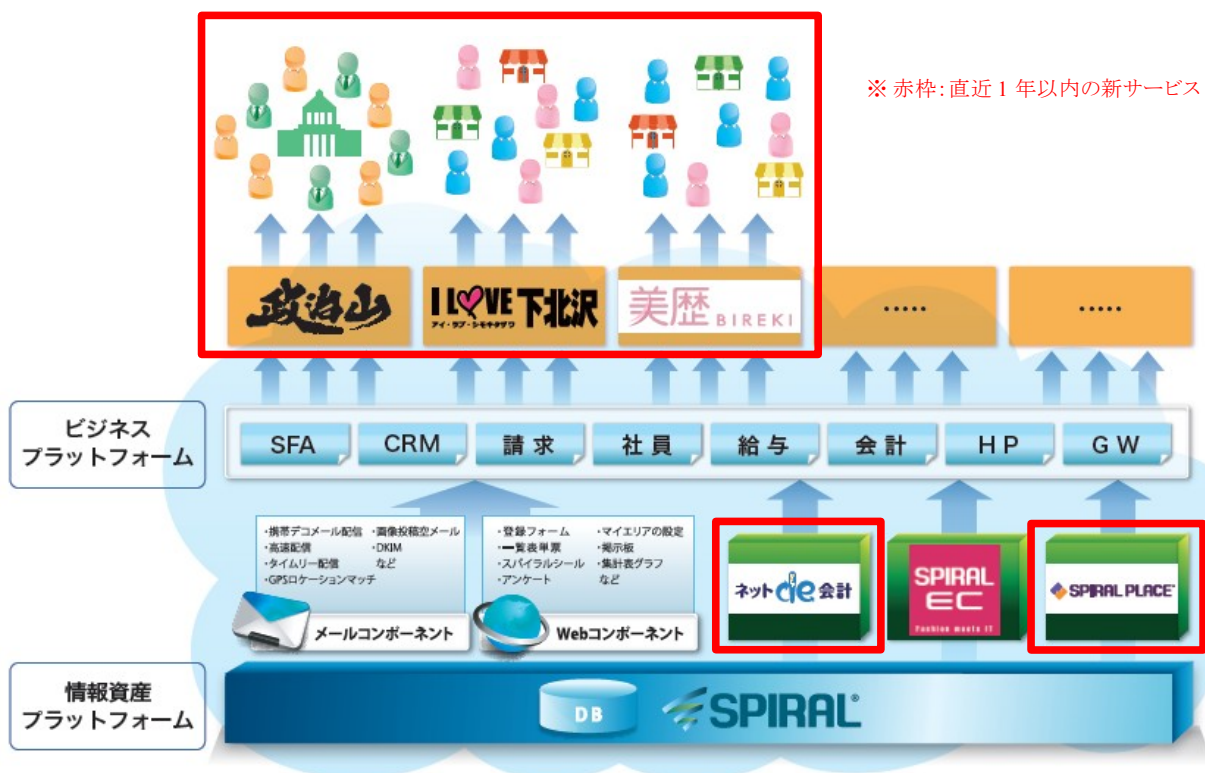 ※ 赤枠：直近 1 年以内の新サービス
政治山
I L♥VE 下北沢
アイ・ラブ・シモキタザワ
美歴 BIREKI
・・・・・
・・・・・
ビジネス
プラットフォーム
SFA
CRM
請求
社員
給与
会計
HP
GW
・携帯デコメール配信 ・画像投稿空メール
・高速配信 ・DKIM
・タイムリー配信 など
・GPSロケーションマッチ
メールコンポーネント
・登録フォーム ・マイエリアの設定
・一覧表単票 ・掲示板
・スパイラルシール ・集計表グラフ
・アンケート など
Webコンポーネント
ネット de 会計
SPIRAL
EC
Fashion meets IT
SPIRAL PLACE
情報資産
プラットフォーム
DB
SPIRAL®